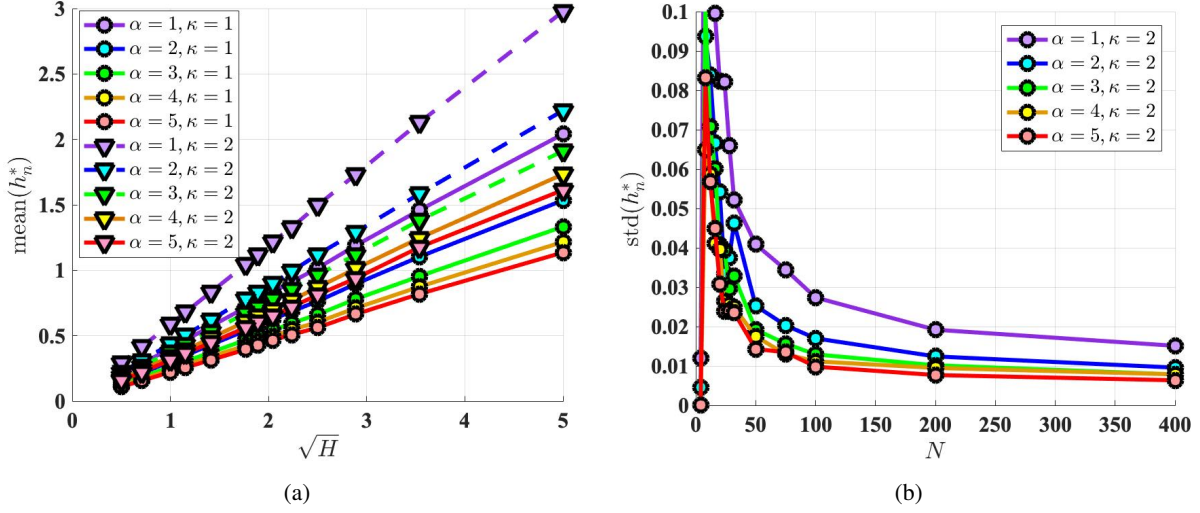 3
2.5
2
1.5
1
0.5
0
mean(h*ₙ)
α = 1, κ = 1
α = 2, κ = 1
α = 3, κ = 1
α = 4, κ = 1
α = 5, κ = 1
α = 1, κ = 2
α = 2, κ = 2
α = 3, κ = 2
α = 4, κ = 2
α = 5, κ = 2
0 1 2 3 4 5
√H
(a)
0.1
0.09
0.08
0.07
0.06
0.05
0.04
0.03
0.02
0.01
0
std(h*ₙ)
α = 1, κ = 2
α = 2, κ = 2
α = 3, κ = 2
α = 4, κ = 2
α = 5, κ = 2
0 50 100 150 200 250 300 350 400
N
(b)